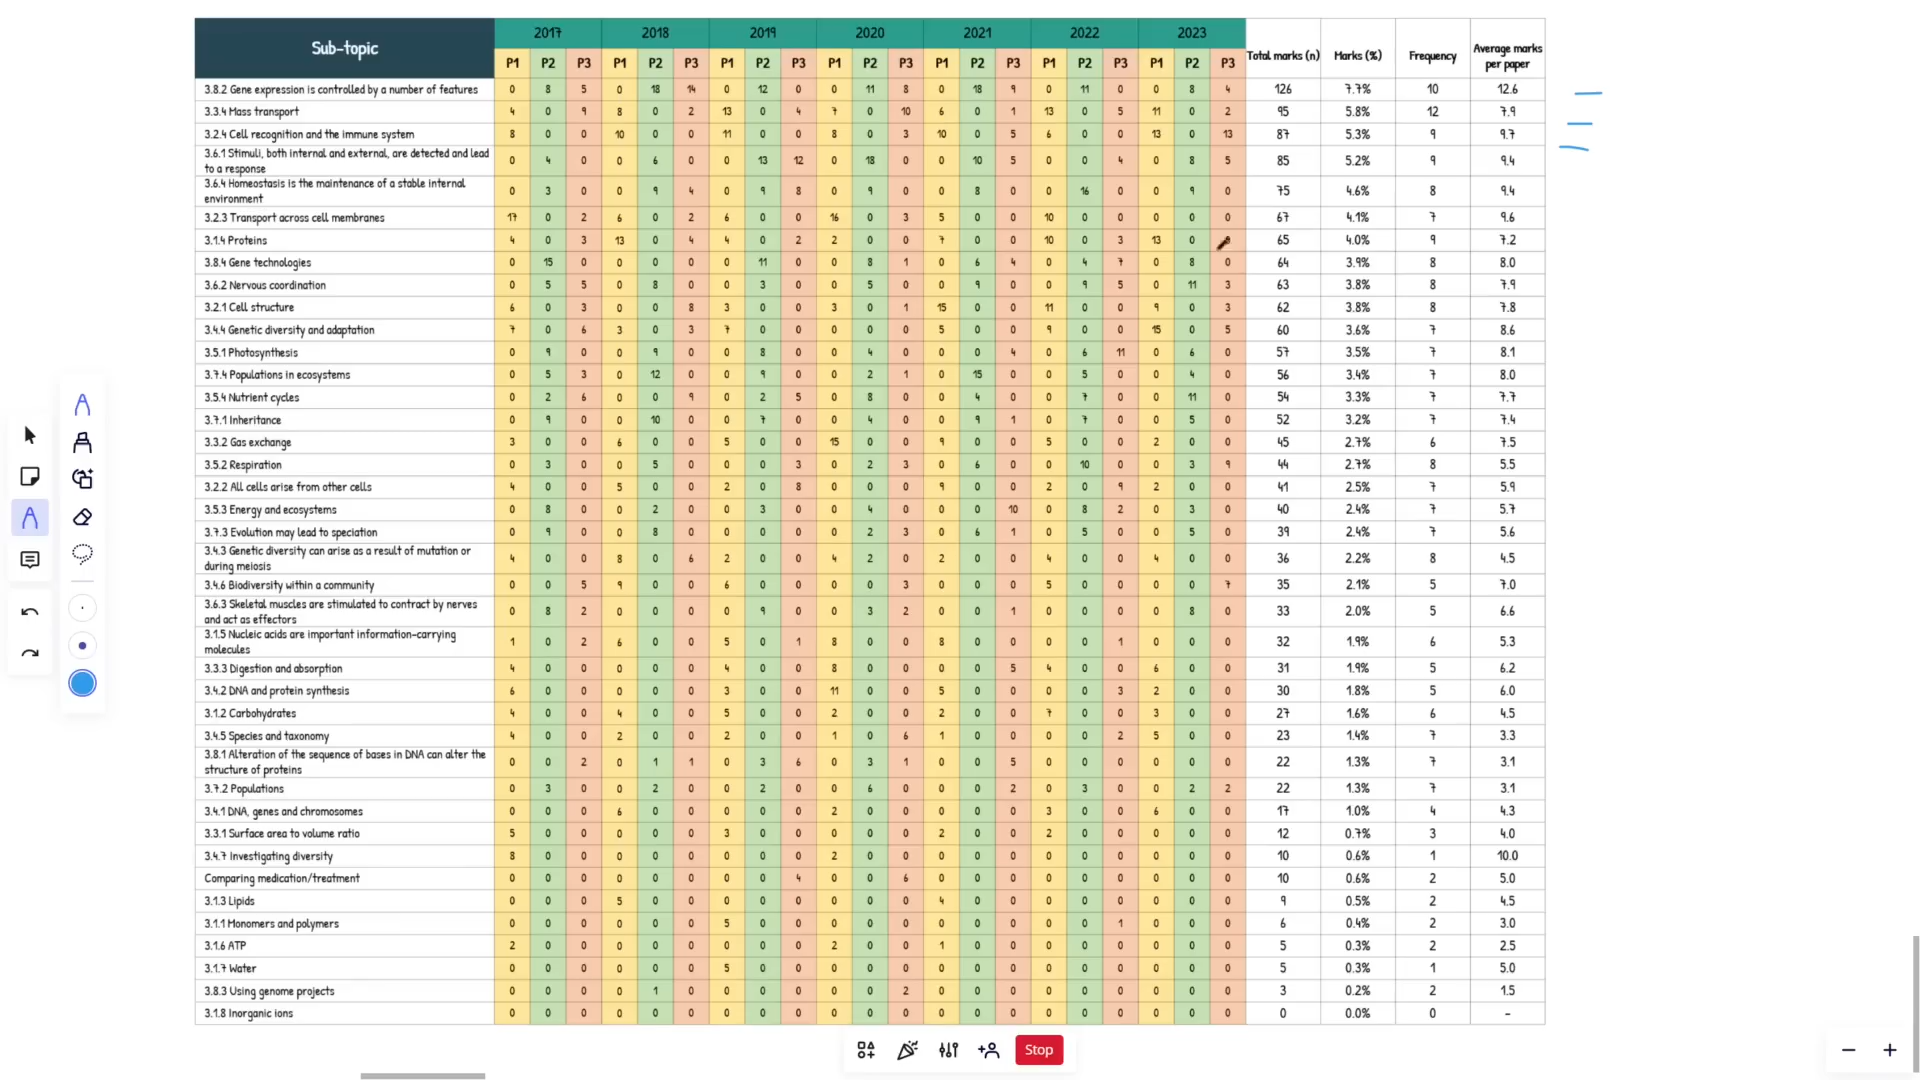 Sub-topic 2017 2018 2019 2020 2021 2022 2023 Total marks (n) Marks (%) Frequency Average marks per paper
P1 P2 P3 P1 P2 P3 P1 P2 P3 P1 P2 P3 P1 P2 P3 P1 P2 P3 P1 P2 P3
3.8.2 Gene expression is controlled by a number of features 0 8 5 0 18 14 0 12 0 0 11 8 0 18 9 0 11 0 0 8 4 126 7.7% 10 12.6
3.3.4 Mass transport 4 0 9 8 0 2 13 0 4 7 0 10 6 0 1 13 0 5 11 0 2 95 5.8% 12 7.9
3.2.4 Cell recognition and the immune system 8 0 0 10 0 0 11 0 0 8 0 3 10 0 5 6 0 0 13 0 13 87 5.3% 9 9.7
3.6.1 Stimuli, both internal and external, are detected and lead
to a response 0 4 0 0 6 0 0 13 12 0 18 0 0 10 5 0 0 4 0 8 5 85 5.2% 9 9.4
3.6.4 Homeostasis is the maintenance of a stable internal
environment 0 3 0 0 9 4 0 9 8 0 9 0 0 8 0 0 16 0 0 9 0 75 4.6% 8 9.4
3.2.3 Transport across cell membranes 17 0 2 6 0 2 6 0 0 16 0 3 5 0 0 10 0 0 0 0 0 67 4.1% 7 9.6
3.1.4 Proteins 4 0 3 13 0 4 4 0 2 2 0 0 7 0 0 10 0 3 13 0 65 4.0% 9 7.2
3.8.4 Gene technologies 0 15 0 0 0 0 0 11 0 0 8 1 0 6 4 0 4 7 0 8 0 64 3.9% 8 8.0
3.6.2 Nervous coordination 0 5 5 0 8 0 0 3 0 0 5 0 0 9 0 0 9 5 0 11 3 63 3.8% 8 7.9
3.2.1 Cell structure 6 0 3 0 0 8 3 0 0 3 0 1 15 0 0 11 0 0 9 0 3 62 3.8% 8 7.8
3.4.4 Genetic diversity and adaptation 7 0 6 3 0 3 7 0 0 0 0 0 5 0 0 9 0 0 15 0 5 60 3.6% 7 8.6
3.5.1 Photosynthesis 0 9 0 0 9 0 0 8 0 0 4 0 0 0 4 0 6 11 0 6 0 57 3.5% 7 8.1
3.7.4 Populations in ecosystems 0 5 3 0 12 0 0 9 0 0 2 1 0 15 0 0 5 0 0 4 0 56 3.4% 7 8.0
3.5.4 Nutrient cycles 0 2 6 0 0 9 0 2 5 0 8 0 0 4 0 0 7 0 0 11 0 54 3.3% 7 7.7
3.7.1 Inheritance 0 9 0 0 10 0 0 7 0 0 4 0 0 9 1 0 7 0 0 5 0 52 3.2% 7 7.4
3.3.2 Gas exchange 3 0 0 6 0 0 5 0 0 15 0 0 9 0 0 5 0 0 2 0 0 45 2.7% 6 7.5
3.5.2 Respiration 0 3 0 0 5 0 0 0 3 0 2 3 0 6 0 0 10 0 0 3 9 44 2.7% 8 5.5
3.2.2 All cells arise from other cells 4 0 0 5 0 0 2 0 8 0 0 0 9 0 0 2 0 9 2 0 0 41 2.5% 7 5.9
3.5.3 Energy and ecosystems 0 8 0 0 2 0 0 3 0 0 4 0 0 0 10 0 8 2 0 3 0 40 2.4% 7 5.7
3.7.3 Evolution may lead to speciation 0 9 0 0 8 0 0 0 0 0 2 3 0 6 1 0 5 0 0 5 0 39 2.4% 7 5.6
3.4.3 Genetic diversity can arise as a result of mutation or
during meiosis 4 0 0 8 0 6 2 0 0 4 2 0 2 0 0 4 0 0 4 0 0 36 2.2% 8 4.5
3.4.6 Biodiversity within a community 0 0 5 9 0 0 6 0 0 0 0 3 0 0 0 5 0 0 0 0 7 35 2.1% 5 7.0
3.6.3 Skeletal muscles are stimulated to contract by nerves
and act as effectors 0 8 2 0 0 0 0 9 0 0 3 2 0 0 1 0 0 0 0 8 0 33 2.0% 5 6.6
3.1.5 Nucleic acids are important information-carrying
molecules 1 0 2 6 0 0 5 0 1 8 0 0 8 0 0 0 0 1 0 0 0 32 1.9% 6 5.3
3.3.3 Digestion and absorption 4 0 0 0 0 0 4 0 0 8 0 0 0 0 5 4 0 0 6 0 0 31 1.9% 5 6.2
3.4.2 DNA and protein synthesis 6 0 0 0 0 0 3 0 0 11 0 0 5 0 0 0 0 3 2 0 0 30 1.8% 5 6.0
3.1.2 Carbohydrates 4 0 0 4 0 0 5 0 0 2 0 0 2 0 0 7 0 0 3 0 0 27 1.6% 6 4.5
3.4.5 Species and taxonomy 4 0 0 2 0 0 2 0 0 1 0 6 1 0 0 0 0 2 5 0 0 23 1.4% 7 3.3
3.8.1 Alteration of the sequence of bases in DNA can alter the
structure of proteins 0 0 2 0 1 1 0 3 6 0 3 1 0 0 5 0 0 0 0 0 0 22 1.3% 7 3.1
3.7.2 Populations 0 3 0 0 2 0 0 2 0 0 6 0 0 0 2 0 3 0 0 2 2 22 1.3% 7 3.1
3.4.1 DNA, genes and chromosomes 0 0 0 6 0 0 0 0 0 2 0 0 0 0 0 3 0 0 6 0 0 17 1.0% 4 4.3
3.3.1 Surface area to volume ratio 5 0 0 0 0 0 3 0 0 0 0 0 2 0 0 2 0 0 0 0 0 12 0.7% 3 4.0
3.4.7 Investigating diversity 8 0 0 0 0 0 0 0 0 2 0 0 0 0 0 0 0 0 0 0 0 10 0.6% 1 10.0
Comparing medication/treatment 0 0 0 0 0 0 0 0 4 0 0 6 0 0 0 0 0 0 0 0 0 10 0.6% 2 5.0
3.1.3 Lipids 0 0 0 5 0 0 0 0 0 0 0 0 4 0 0 0 0 0 0 0 0 9 0.5% 2 4.5
3.1.1 Monomers and polymers 0 0 0 0 0 0 5 0 0 0 0 0 0 0 0 0 0 1 0 0 0 6 0.4% 2 3.0
3.1.6 ATP 2 0 0 0 0 0 0 0 0 2 0 0 1 0 0 0 0 0 0 0 0 5 0.3% 2 2.5
3.1.7 Water 0 0 0 0 0 0 5 0 0 0 0 0 0 0 0 0 0 0 0 0 0 5 0.3% 1 5.0
3.8.3 Using genome projects 0 0 0 0 1 0 0 0 0 0 0 2 0 0 0 0 0 0 0 0 0 3 0.2% 2 1.5
3.1.8 Inorganic ions 0 0 0 0 0 0 0 0 0 0 0 0 0 0 0 0 0 0 0 0 0 0 0.0% 0 -
Stop